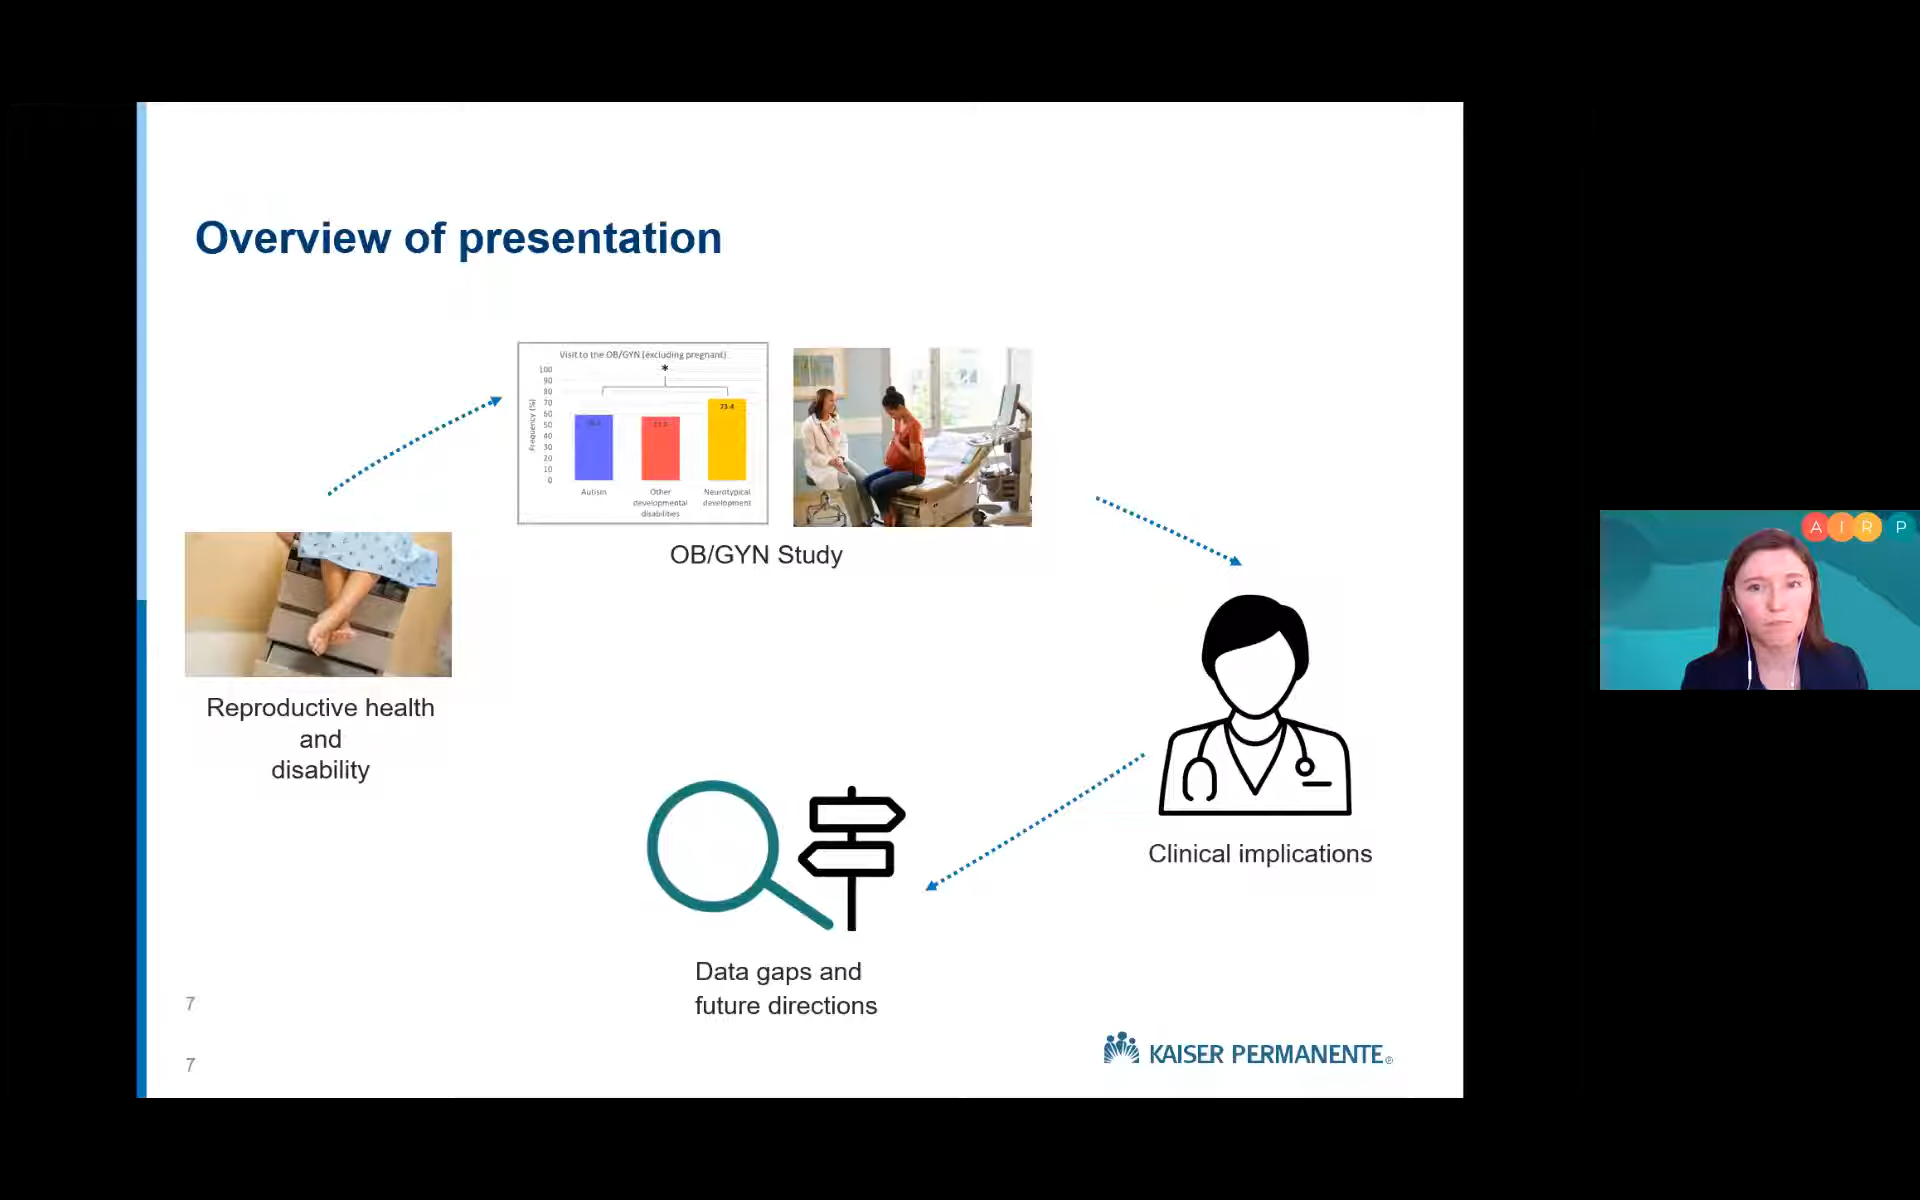 Overview of presentation
Visit to the OB/GYN (excluding pregnant)
*
Frequency (%)
100
90
80
70
60
50
40
30
20
10
0
73.4
Autism
Other
developmental
disabilities
Neurotypical
development
OB/GYN Study
Reproductive health
and
disability
Clinical implications
Data gaps and
future directions
7
7
KAISER PERMANENTE®
A I R P